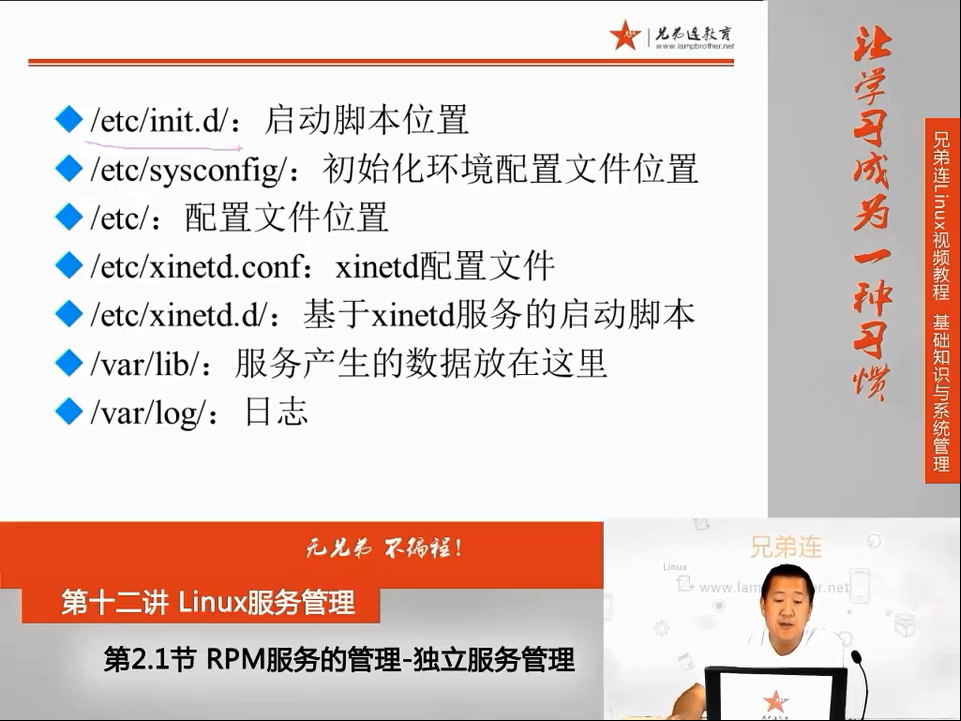 兄弟连教育
www.lampbrother.net
/etc/init.d/：启动脚本位置
/etc/sysconfig/：初始化环境配置文件位置
/etc/：配置文件位置
/etc/xinetd.conf：xinetd配置文件
/etc/xinetd.d/：基于xinetd服务的启动脚本
/var/lib/：服务产生的数据放在这里
/var/log/：日志
让学习成为一种习惯
兄弟连Linux视频教程 基础知识与系统管理
无兄弟 不编程！
第十二讲 Linux服务管理
第2.1节 RPM服务的管理-独立服务管理
兄弟连
Linux
www.lam
other.net